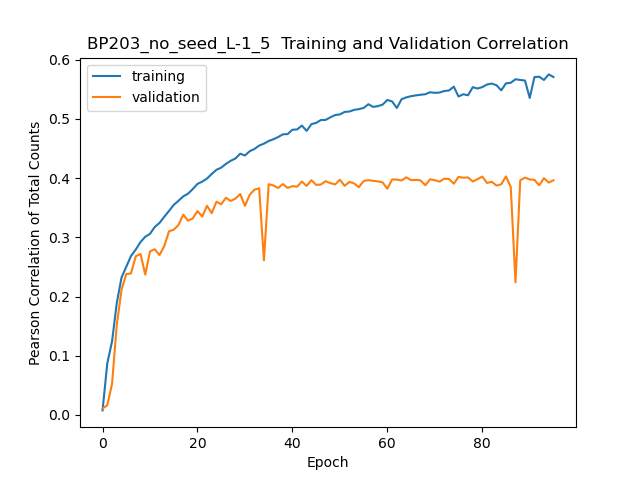 BP203_no_seed_L-1_5  Training and Validation Correlation
training
validation
Pearson Correlation of Total Counts
0.6
0.5
0.4
0.3
0.2
0.1
0.0
0 20 40 60 80
Epoch